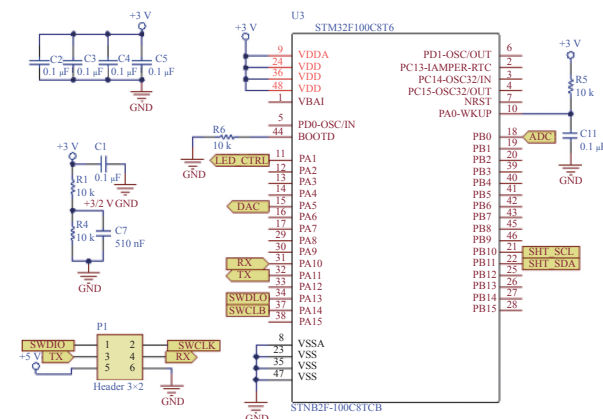 +3 V
C2 C3 C4 C5
0.1 μF 0.1 μF 0.1 μF 0.1 μF
GND
+3 V
C1
0.1 μF
GND
R1
10 k
+3/2 V
R4
10 k
C7
510 nF
GND
P1
SWDIO 1 2 SWCLK
TX 3 4 RX
+5 V 5 6
Header 3×2
GND
U3
STM32F100C8T6
+3 V
9 VDDA
24 VDD
36 VDD
48 VDD
1 VBAI
5 PD0-OSC/IN
R6
10 k
44 BOOTD
GND
LED_CTRL 11 PA1
12 PA2
13 PA3
14 PA4
DAC 15 PA5
16 PA6
17 PA7
29 PA8
30 PA9
RX 31 PA10
TX 32 PA11
33 PA12
SWDLO 34 PA13
SWCLB 37 PA14
38 PA15
8 VSSA
23 VSS
35 VSS
47 VSS
GND
STNB2F-100C8TCB
PD1-OSC/OUT 6
PC13-IAMPER-RTC 2
PC14-OSC32/IN 3
PC15-OSC32/OUT 4
NRST 7
PA0-WKUP 10
PB0 18 ADC
PB1 19
PB2 20
PB3 39
PB4 40
PB5 41
PB6 42
PB7 43
PB8 45
PB9 46
PB10 21 SHT_SCL
PB11 22 SHT_SDA
PB12 25
PB13 26
PB14 27
PB15 28
+3 V
R5
10 k
C11
0.1 μ
GND